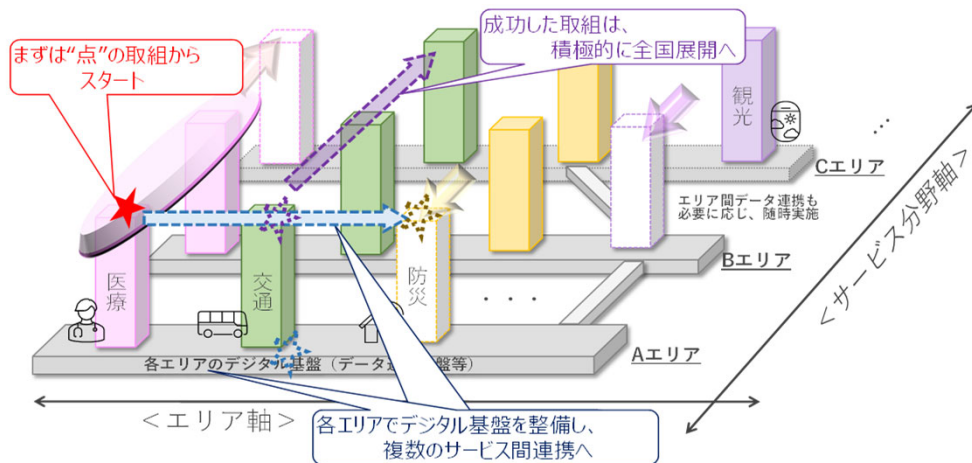 まずは“点”の取組から
スタート
成功した取組は、
積極的に全国展開へ
観光
・・・
Cエリア
エリア間データ連携も
必要に応じ、随時実施
<サービス分野軸>
Bエリア
医療
交通
防災
・・・
Aエリア
各エリアのデジタル基盤（データ連
盤等）
<エリア軸>
各エリアでデジタル基盤を整備し、
複数のサービス間連携へ